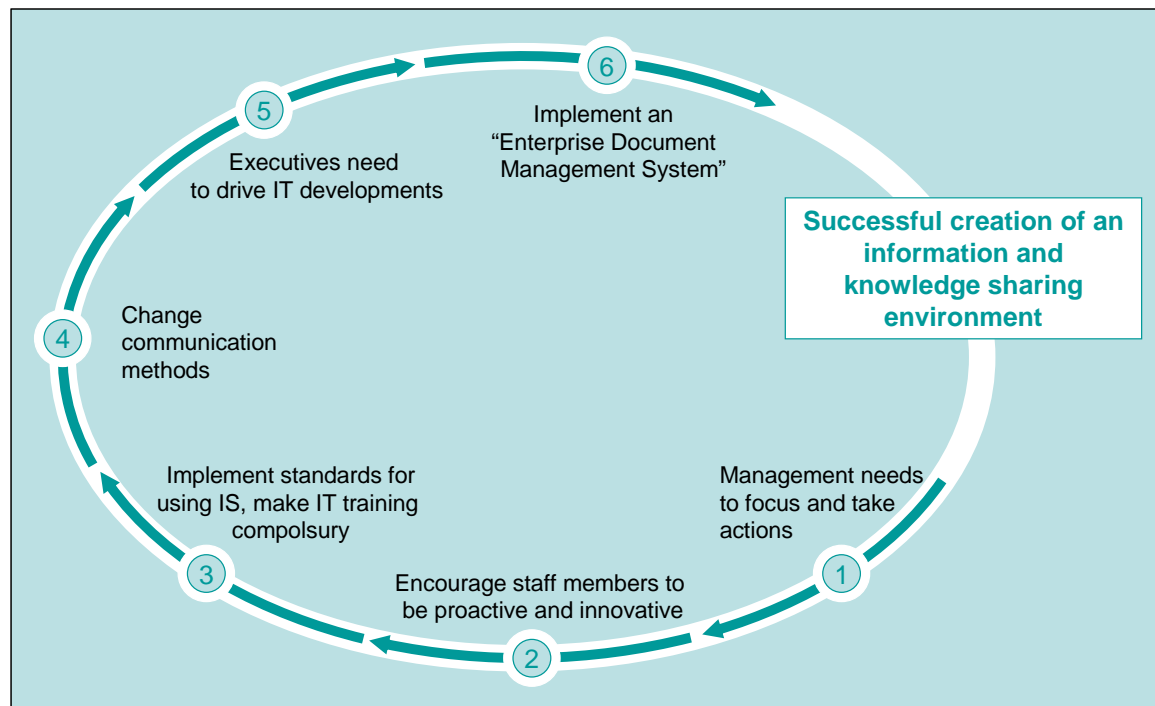 6
Implement an
“Enterprise Document
Management System”
5
Executives need
to drive IT developments
Successful creation of an
information and
knowledge sharing
environment
4
Change
communication
methods
Implement standards for
using IS, make IT training
compolsury
3
Management needs
to focus and take
actions
1
Encourage staff members to
be proactive and innovative
2